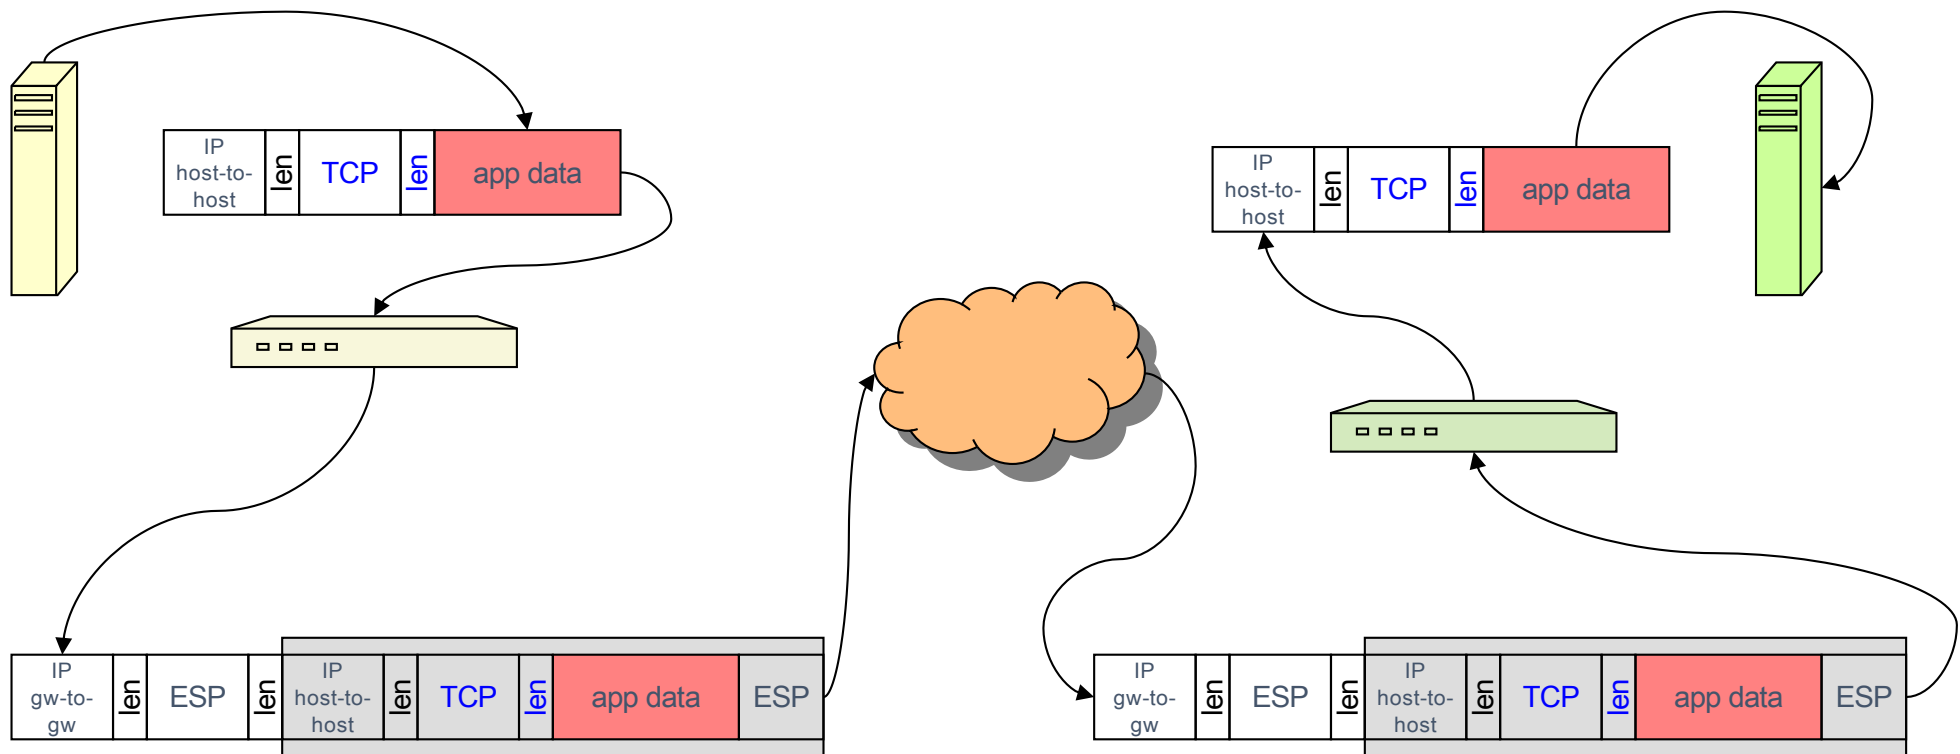 IP
host-to-
host
len
TCP
len
app data
IP
host-to-
host
len
TCP
len
app data
IP
gw-to-
gw
len
ESP
len
IP
host-to-
host
len
TCP
len
app data
ESP
IP
gw-to-
gw
len
ESP
len
IP
host-to-
host
len
TCP
len
app data
ESP